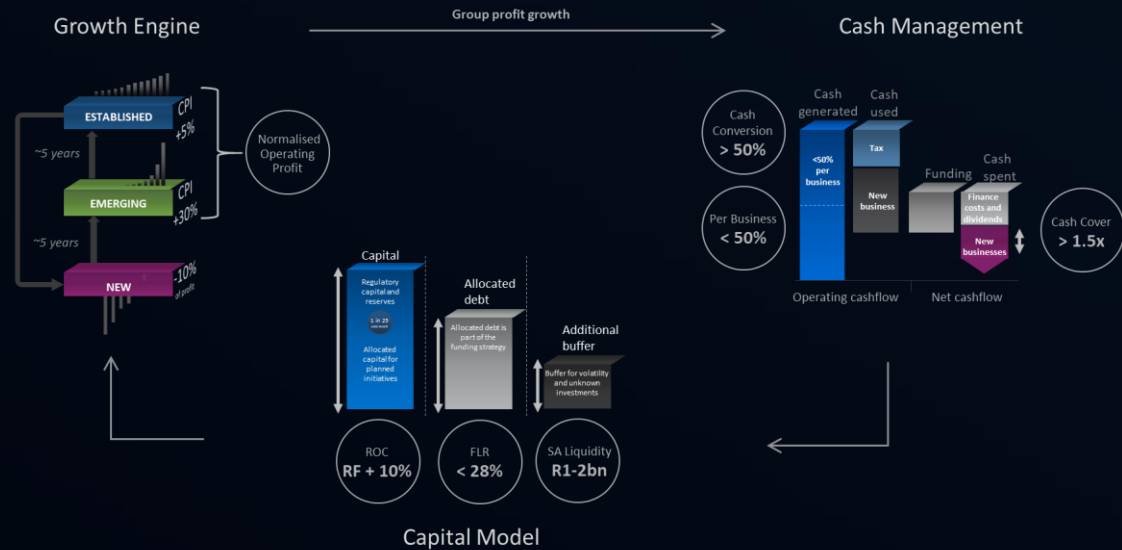 Group profit growth
Growth Engine
Cash Management
ESTABLISHED
CPI
+5%
~5 years
EMERGING
CPI
+30%
~5 years
NEW
-10%
of profit
Normalised
Operating
Profit
Capital
Regulatory
capital and
reserves
1 in 25
Allocated
capital for
planned
initiatives
Allocated
debt
Allocated debt is
part of the
funding strategy
Additional
buffer
Buffer for volatility
and unknown
investments
ROC
RF + 10%
FLR
< 28%
SA Liquidity
R1-2bn
Capital Model
Cash
Conversion
> 50%
Per Business
< 50%
Cash
generated
<50%
per
business
Cash
used
Tax
New
business
Funding
Cash
spent
Finance
costs and
dividends
New
businesses
Cash Cover
> 1.5x
Operating cashflow
Net cashflow